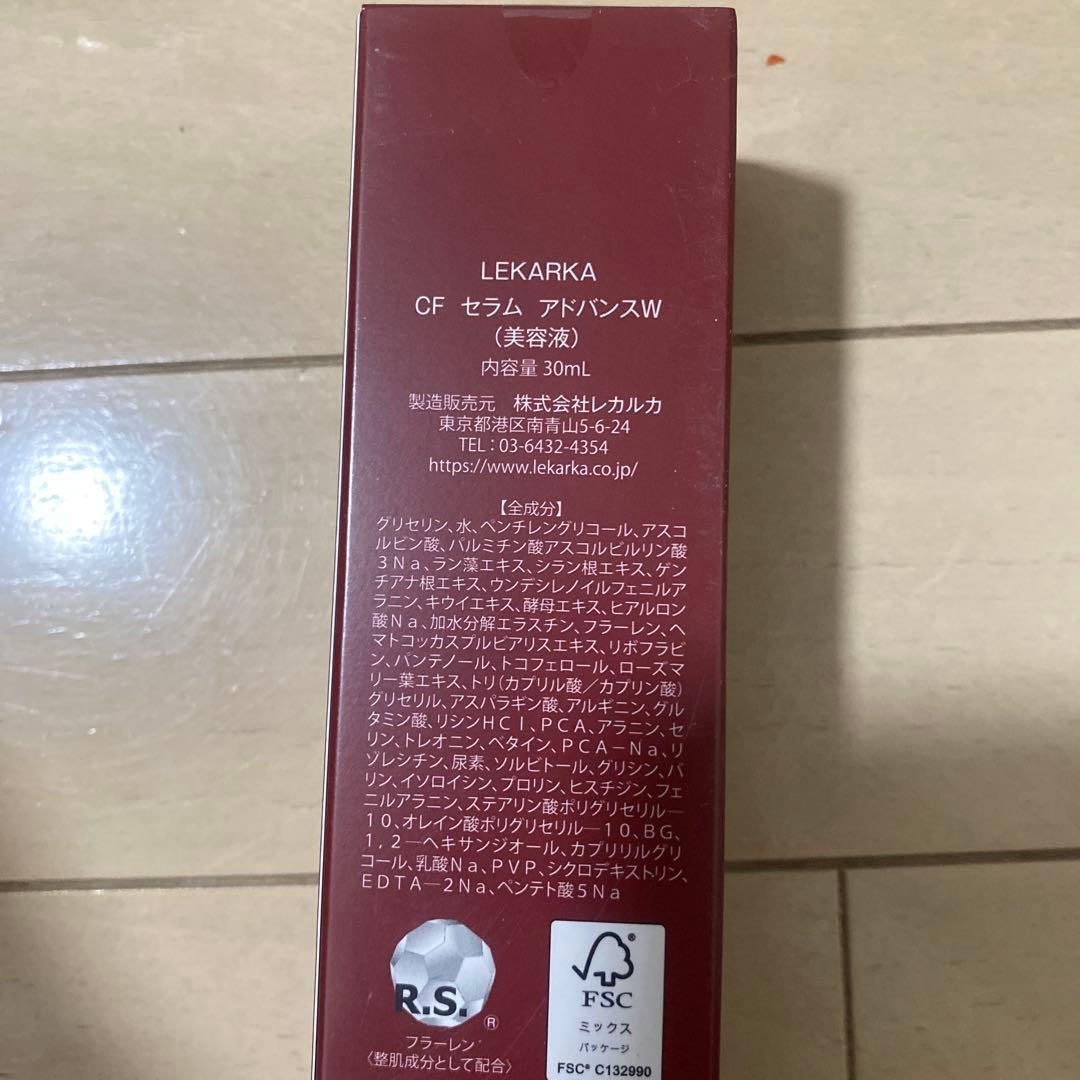 LEKARKA
CF セラム アドバンスW
（美容液）
内容量 30mL
製造販売元 株式会社レカルカ
東京都港区南青山5-6-24
TEL：03-6432-4354
https://www.lekarka.co.jp/
【全成分】
グリセリン、水、ペンチレングリコール、アスコ
ルビン酸、パルミチン酸アスコルビルリン酸
3Na、ラン藻エキス、シラン根エキス、ゲン
チアナ根エキス、ウンデシレノイルフェニルア
ラニン、キウイエキス、酵母エキス、ヒアルロン
酸Na、加水分解エラスチン、フラーレン、ヘ
マトコッカスプルビアリスエキス、リボフラビ
ン、パンテノール、トコフェロール、ローズマ
リー葉エキス、トリ（カプリル酸／カプリン酸）
グリセリル、アスパラギン酸、アルギニン、グル
タミン酸、リシンHCl、PCA、アラニン、セ
リン、トレオニン、ベタイン、PCA－Na、リ
ゾレシチン、尿素、ソルビトール、グリシン、バ
リン、イソロイシン、プロリン、ヒスチジン、フェ
ニルアラニン、ステアリン酸ポリグリセリル―
10、オレイン酸ポリグリセリル―10、BG、
1，2―ヘキサンジオール、カプリリルグリ
コール、乳酸Na、PVP、シクロデキストリン、
EDTA―2Na、ペンテト酸5Na
R.S.®
フラーレン
〈整肌成分として配合〉
®
FSC
ミックス
パッケージ
FSC® C132990